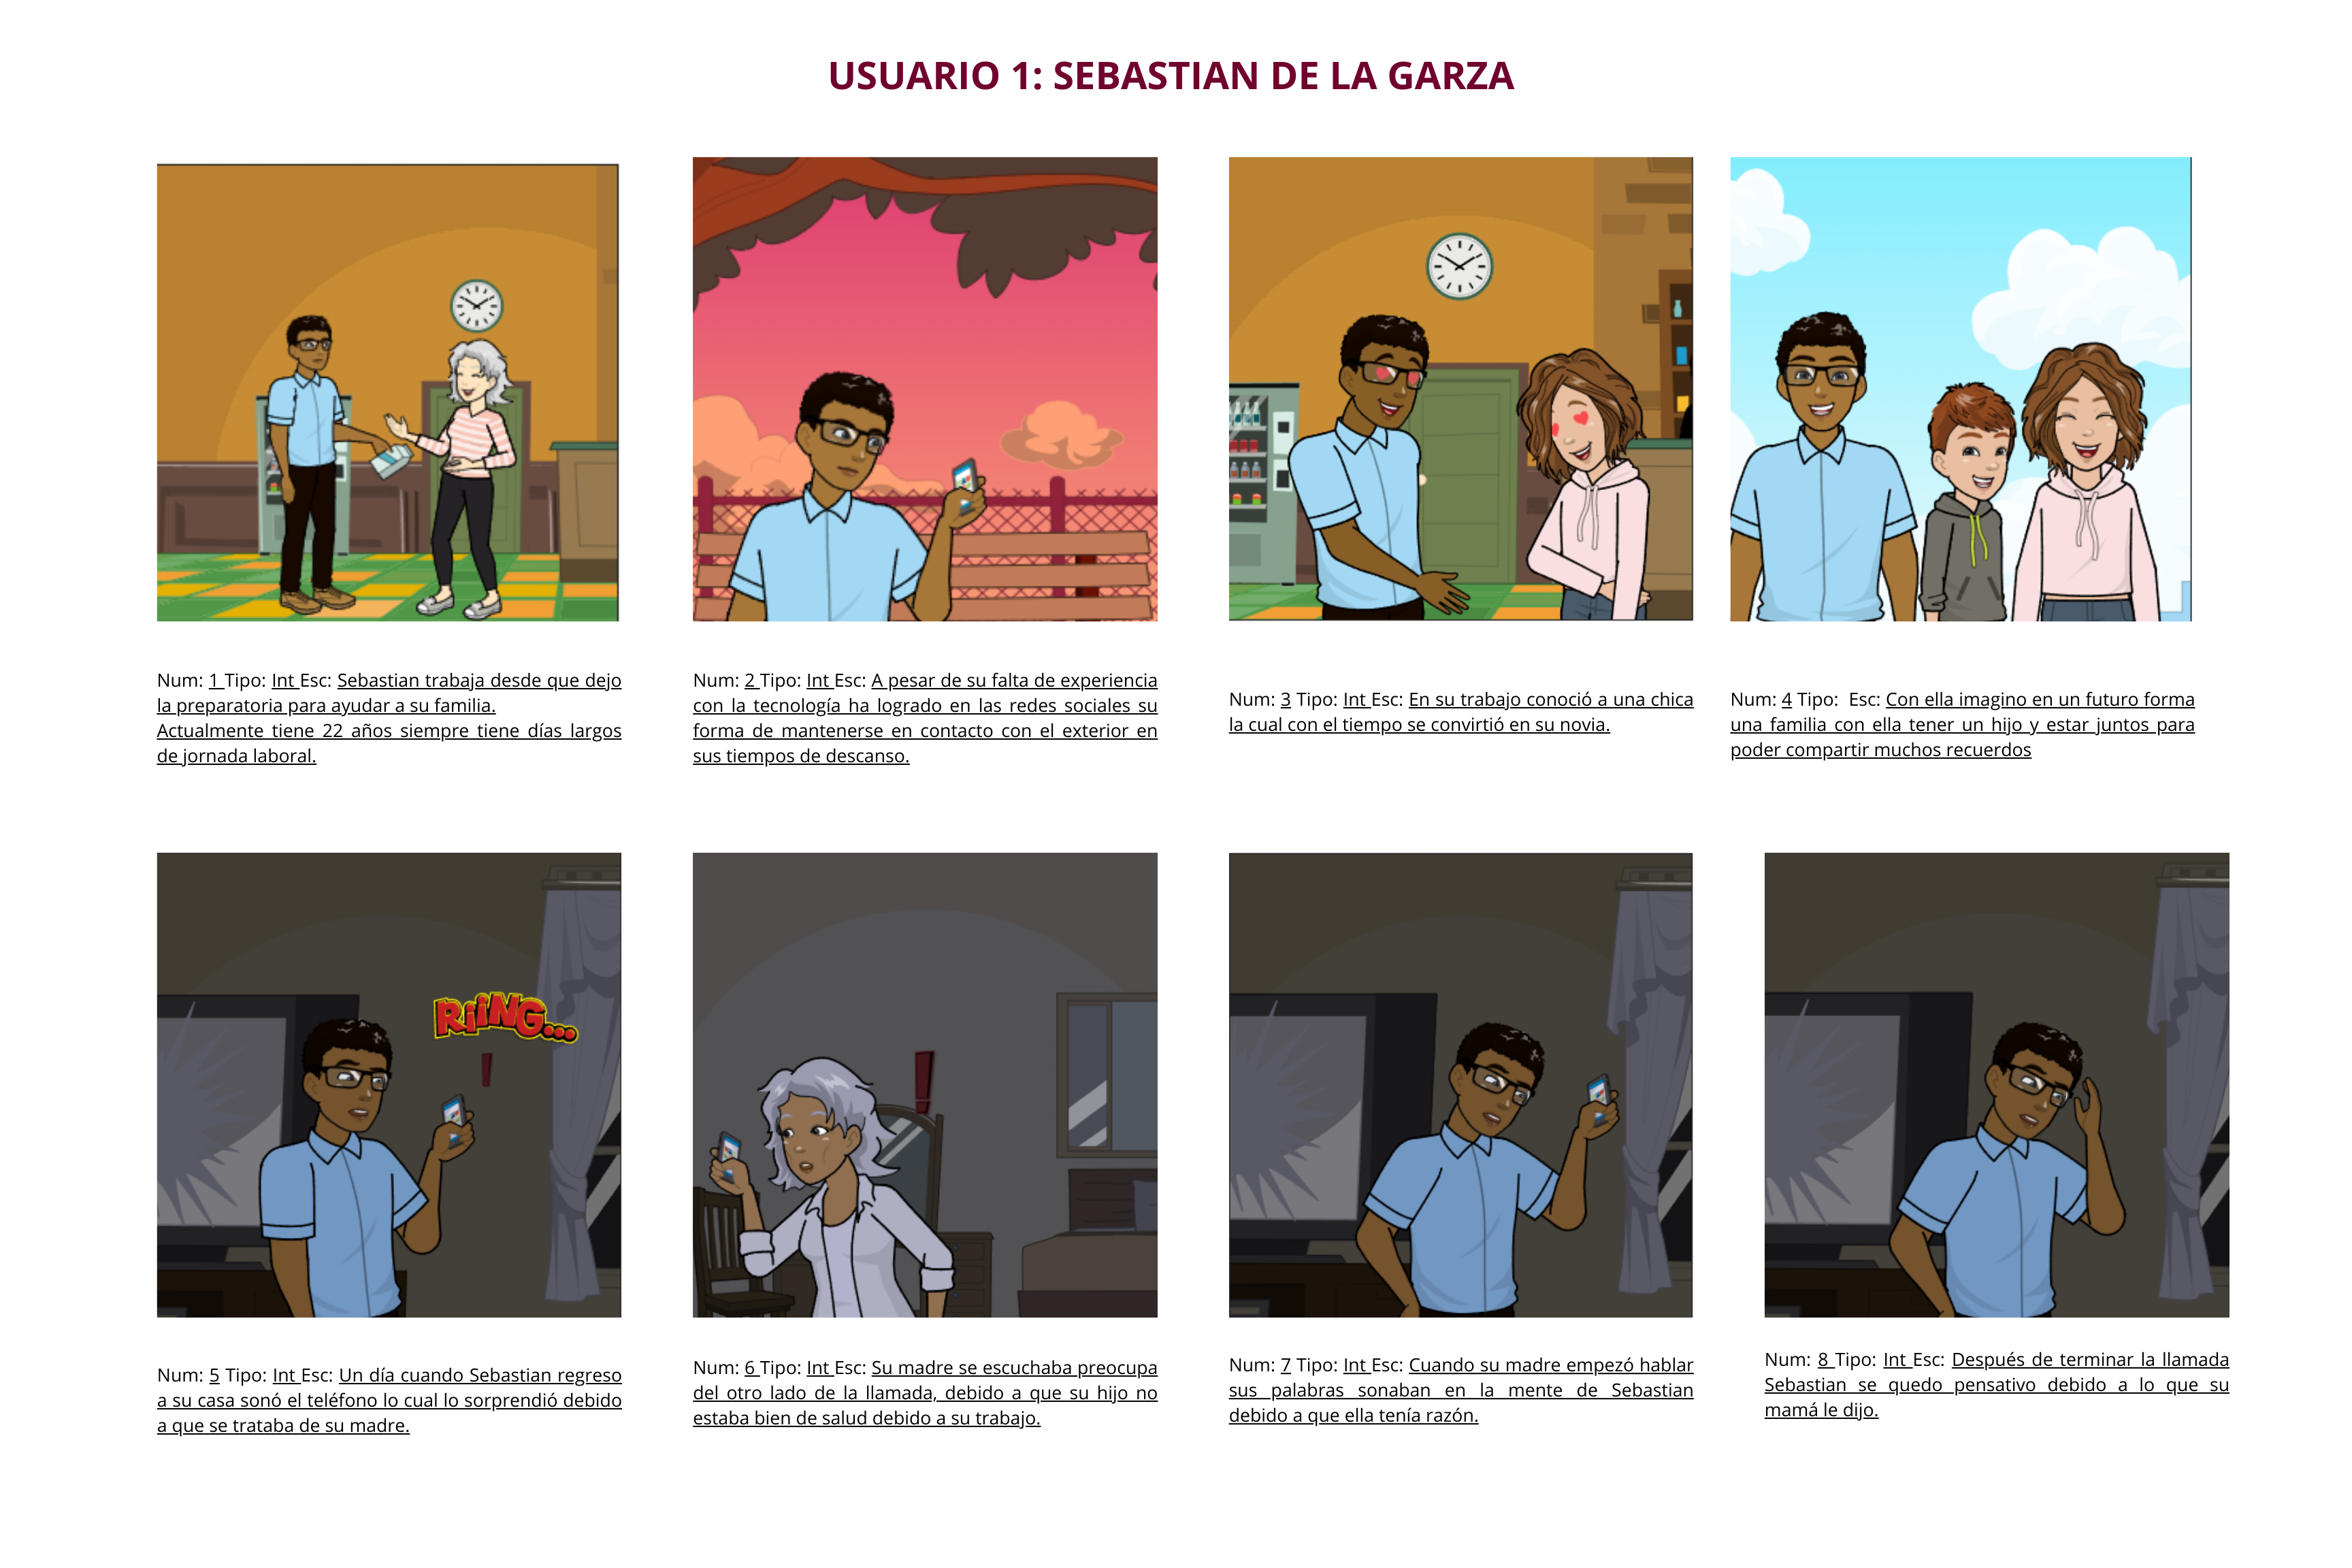 USUARIO 1: SEBASTIAN DE LA GARZA
Num: 1 Tipo: Int Esc: Sebastian trabaja desde que dejo
la preparatoria para ayudar a su familia.
Actualmente tiene 22 años siempre tiene días largos
de jornada laboral.
Num: 2 Tipo: Int Esc: A pesar de su falta de experiencia
con la tecnología ha logrado en las redes sociales su
forma de mantenerse en contacto con el exterior en
sus tiempos de descanso.
Num: 3 Tipo: Int Esc: En su trabajo conoció a una chica
la cual con el tiempo se convirtió en su novia.
Num: 4 Tipo: Esc: Con ella imagino en un futuro forma
una familia con ella tener un hijo y estar juntos para
poder compartir muchos recuerdos
RiiNG...
!
!
Num: 5 Tipo: Int Esc: Un día cuando Sebastian regreso
a su casa sonó el teléfono lo cual lo sorprendió debido
a que se trataba de su madre.
Num: 6 Tipo: Int Esc: Su madre se escuchaba preocupa
del otro lado de la llamada, debido a que su hijo no
estaba bien de salud debido a su trabajo.
Num: 7 Tipo: Int Esc: Cuando su madre empezó hablar
sus palabras sonaban en la mente de Sebastian
debido a que ella tenía razón.
Num: 8 Tipo: Int Esc: Después de terminar la llamada
Sebastian se quedo pensativo debido a lo que su
mamá le dijo.